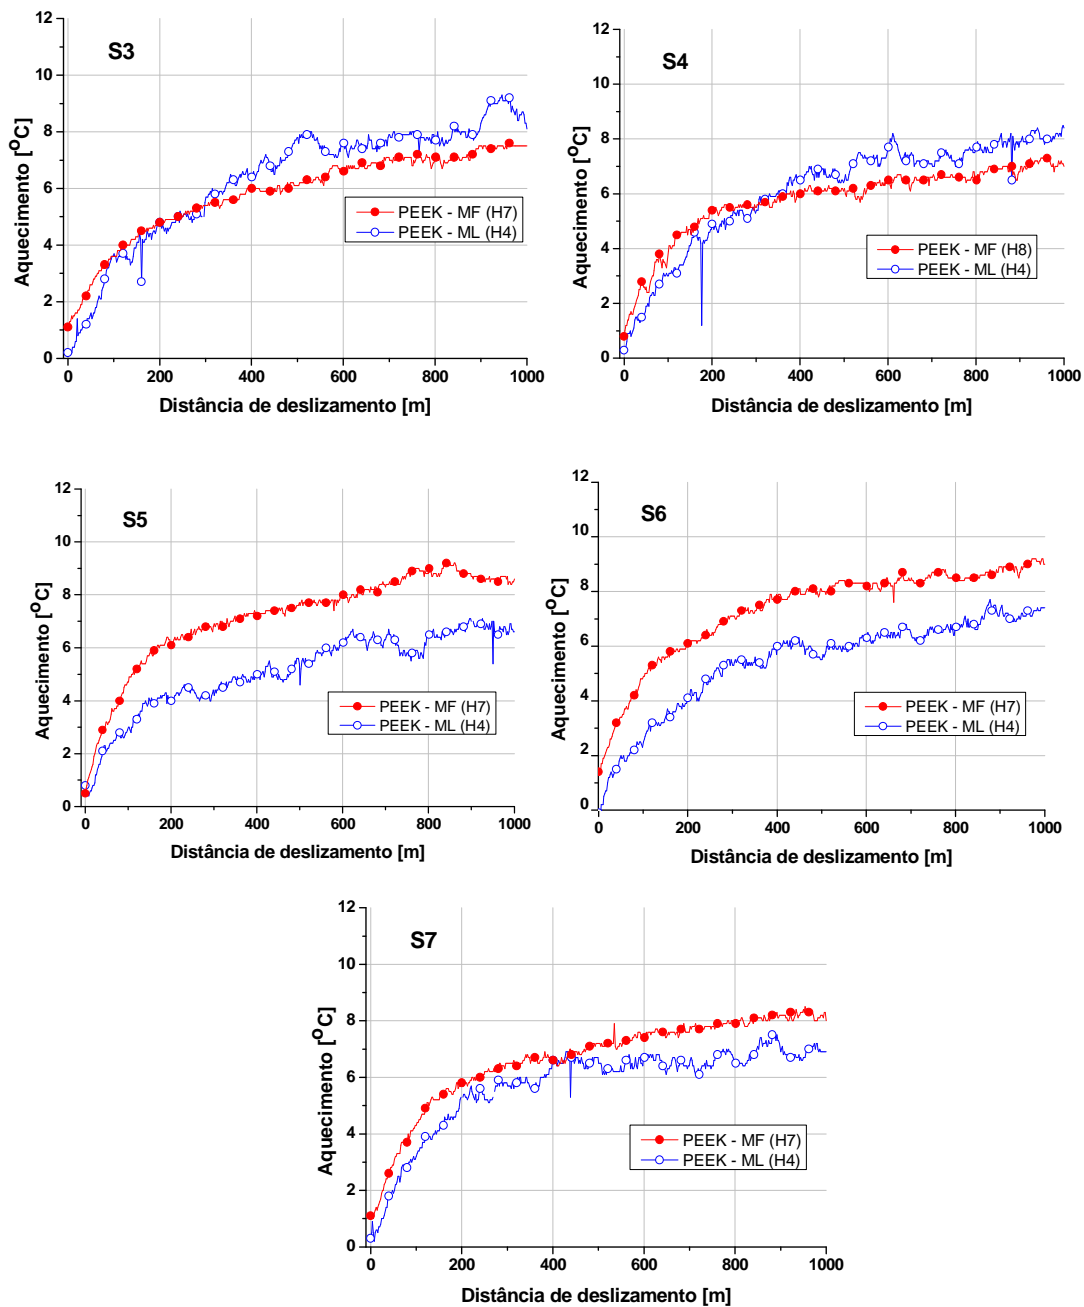 S3
12
10
8
6
4
2
0
Aquecimento [ºC]
PEEK - MF (H7)
PEEK - ML (H4)
0 200 400 600 800 1000
Distância de deslizamento [m]
S4
12
10
8
6
4
2
0
Aquecimento [ºC]
PEEK - MF (H8)
PEEK - ML (H4)
0 200 400 600 800 1000
Distância de deslizamento [m]
S5
12
10
8
6
4
2
0
Aquecimento [ºC]
PEEK - MF (H7)
PEEK - ML (H4)
0 200 400 600 800 1000
Distância de deslizamento [m]
S6
12
10
8
6
4
2
0
Aquecimento [ºC]
PEEK - MF (H7)
PEEK - ML (H4)
0 200 400 600 800 1000
Distância de deslizamento [m]
S7
12
10
8
6
4
2
0
Aquecimento [ºC]
PEEK - MF (H7)
PEEK - ML (H4)
0 200 400 600 800 1000
Distância de deslizamento [m]